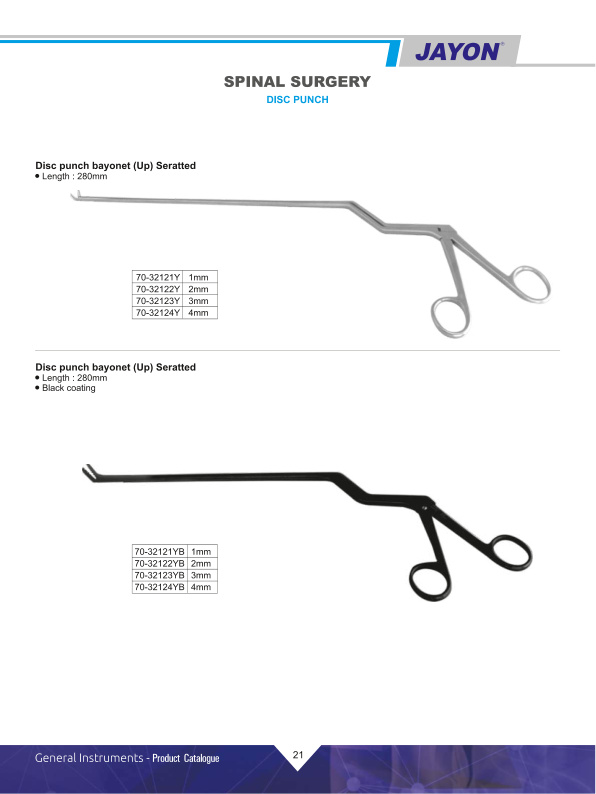 JAYON®
SPINAL SURGERY
DISC PUNCH
Disc punch bayonet (Up) Seratted
• Length : 280mm
70-32121Y 1mm
70-32122Y 2mm
70-32123Y 3mm
70-32124Y 4mm
Disc punch bayonet (Up) Seratted
• Length : 280mm
• Black coating
70-32121YB 1mm
70-32122YB 2mm
70-32123YB 3mm
70-32124YB 4mm
General Instruments - Product Catalogue
21